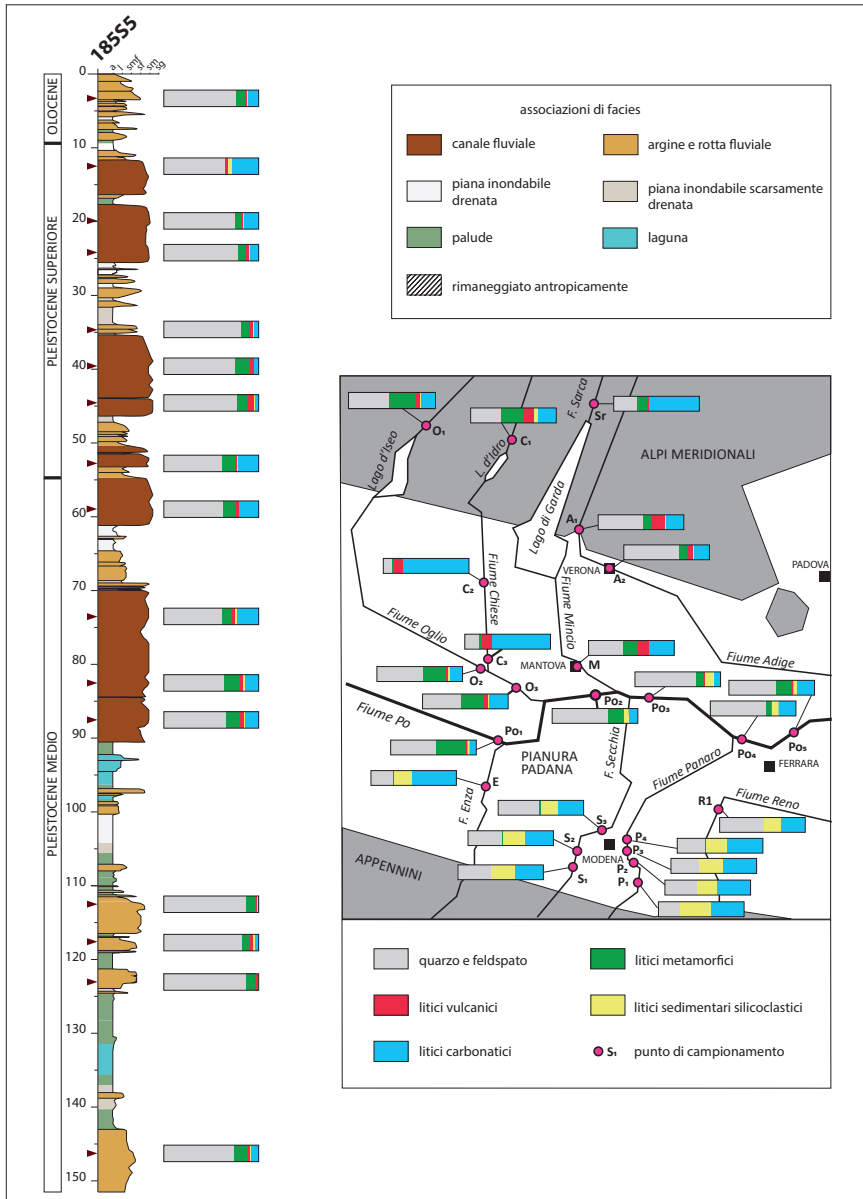 185S5
a
l
smf
sf
sm
sg
OLOCENE
PLEISTOCENE SUPERIORE
PLEISTOCENE MEDIO
0
10
20
30
40
50
60
70
80
90
100
110
120
130
140
150
associazioni di facies
canale fluviale
argine e rotta fluviale
piana inondabile
drenata
piana inondabile scarsamente
drenata
palude
laguna
rimaneggiato antropicamente
Lago d'Iseo
O₁
L. d'Idro
C₁
F. Sarca
Sr
ALPI MERIDIONALI
Lago di Garda
A₁
VERONA
A₂
PADOVA
C₂
Fiume Chiese
Fiume Mincio
Fiume Oglio
C₃
MANTOVA
M
Fiume Adige
O₂
O₃
Po₂
Po₃
Fiume Po
Po₁
PIANURA
PADANA
F. Secchia
Fiume Panaro
Po₄
Po₅
FERRARA
E
F. Enza
R1
Fiume Reno
S₃
S₂
MODENA
S₁
P₄
P₃
P₂
P₁
APPENNINI
quarzo e feldspato
litici metamorfici
litici vulcanici
litici sedimentari silicoclastici
litici carbonatici
S₁ punto di campionamento